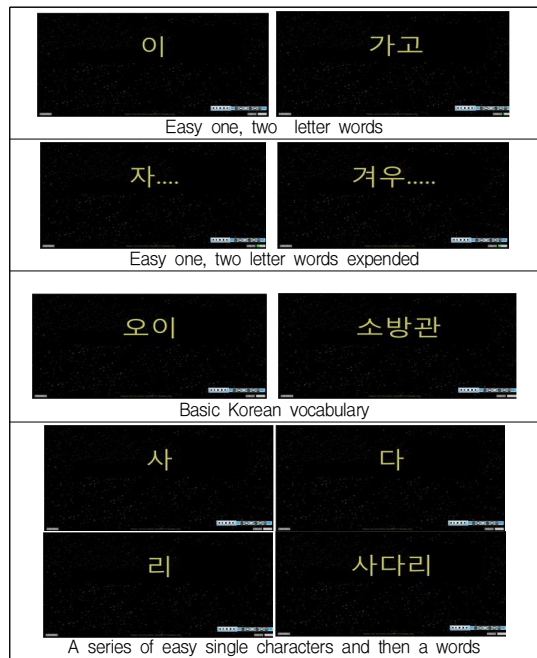 이 가고
Easy one, two letter words
자.... 겨우.....
Easy one, two letter words expended
오이 소방관
Basic Korean vocabulary
사 다
리 사다리
A series of easy single characters and then a words